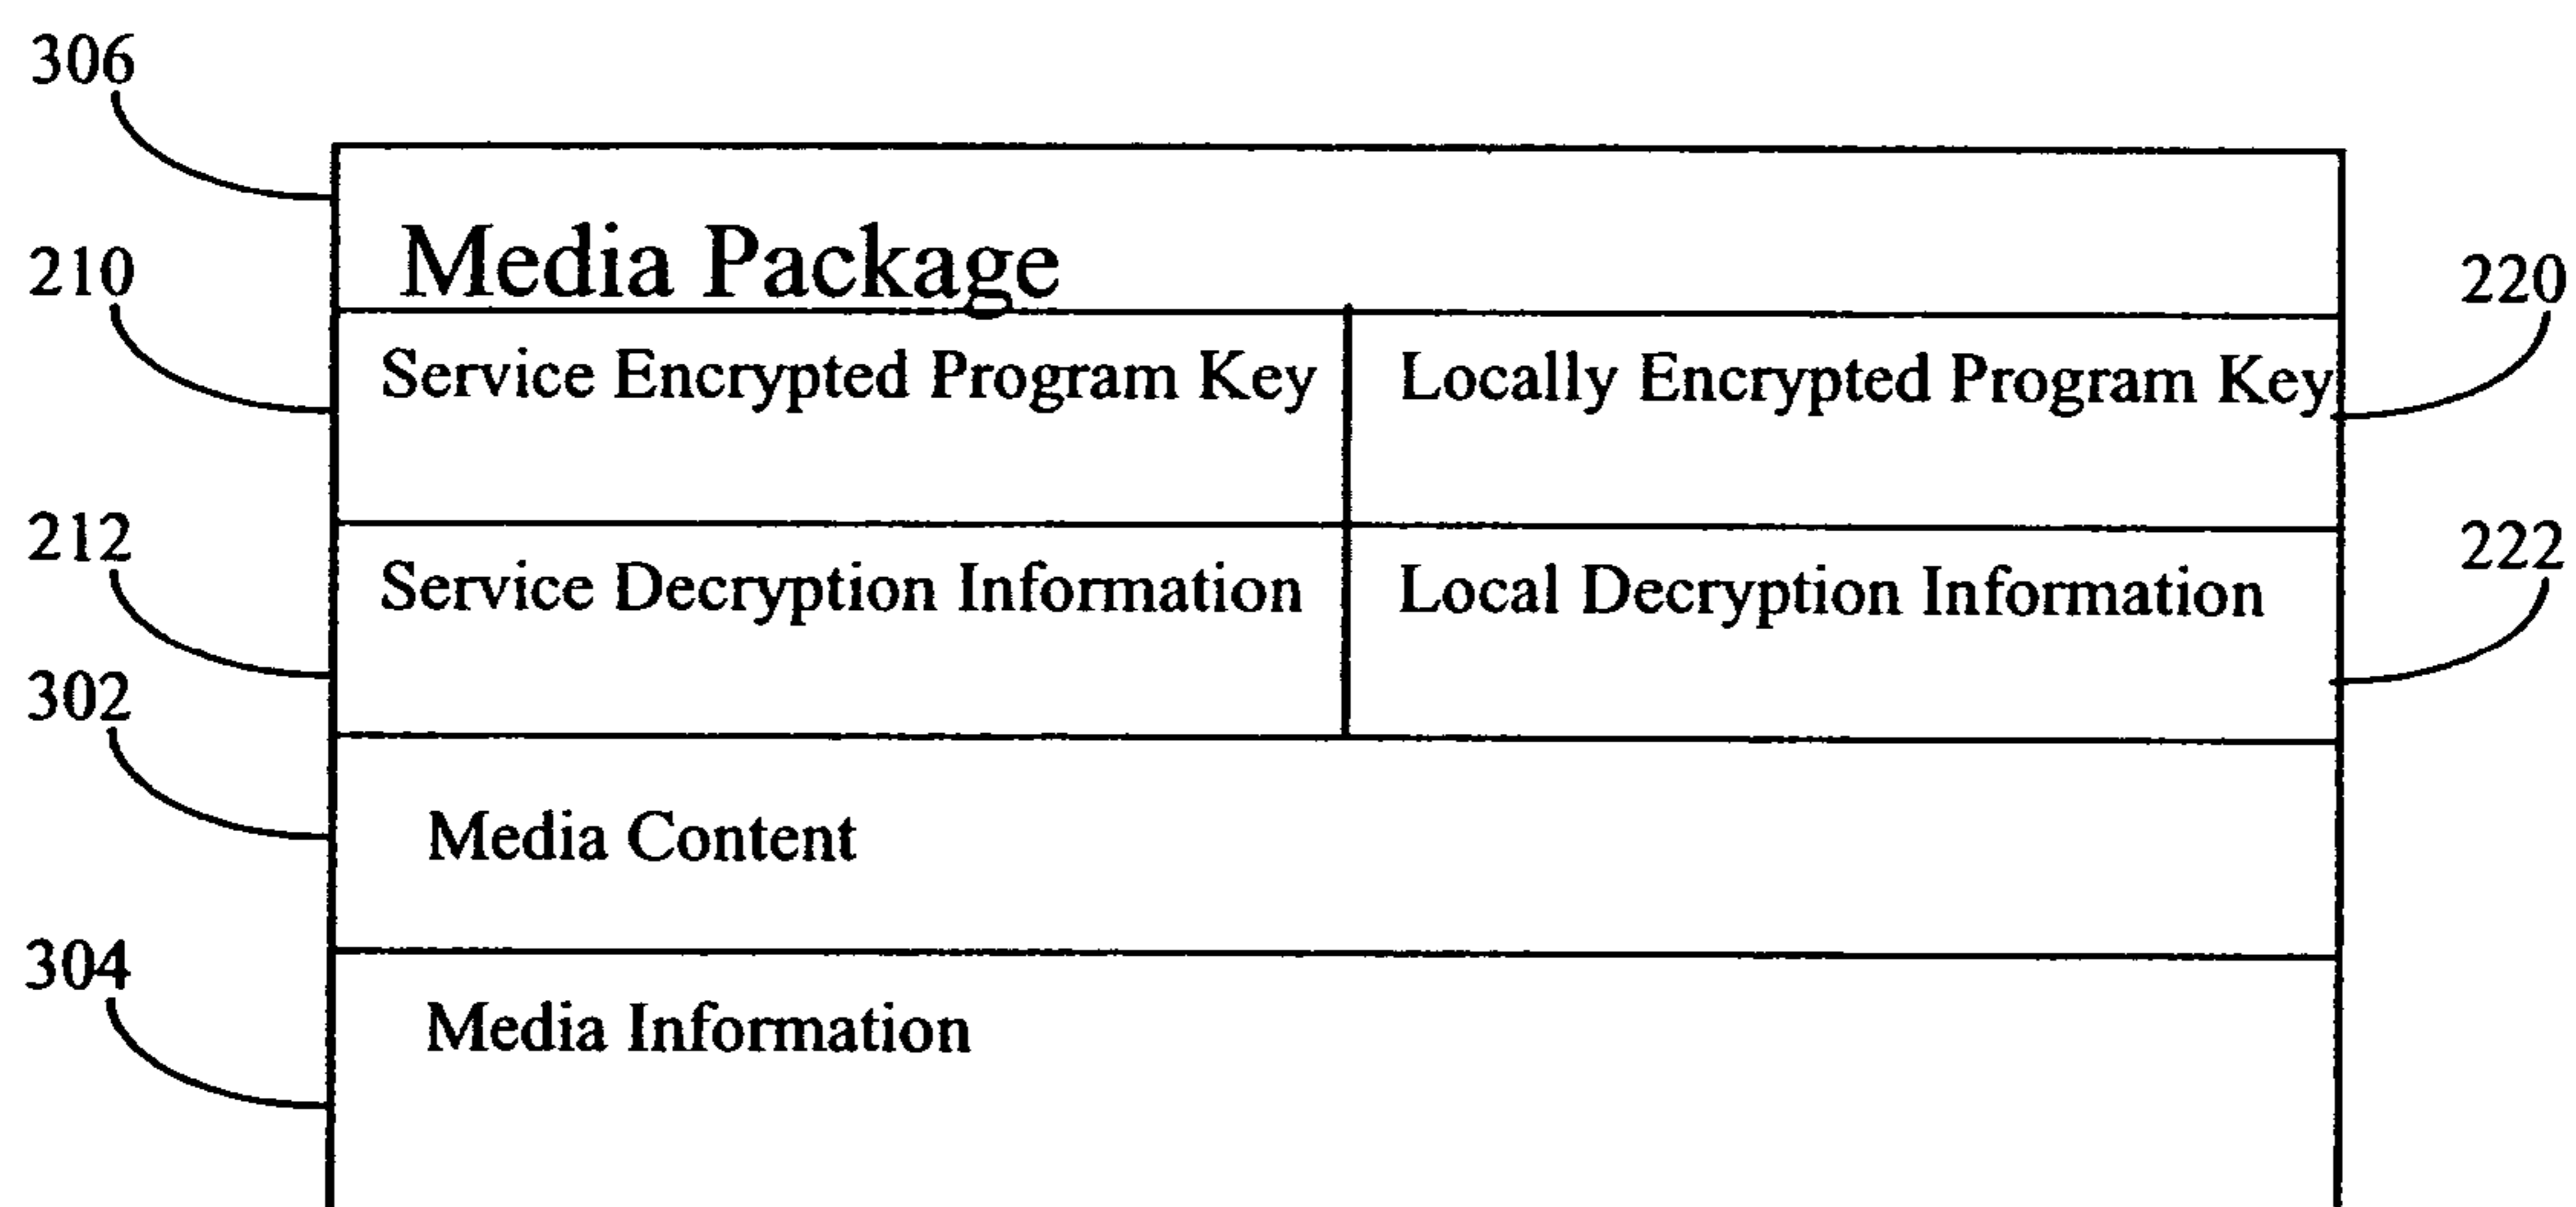 306
Media Package
210
220
Service Encrypted Program Key
Locally Encrypted Program Key
212
222
Service Decryption Information
Local Decryption Information
302
Media Content
304
Media Information